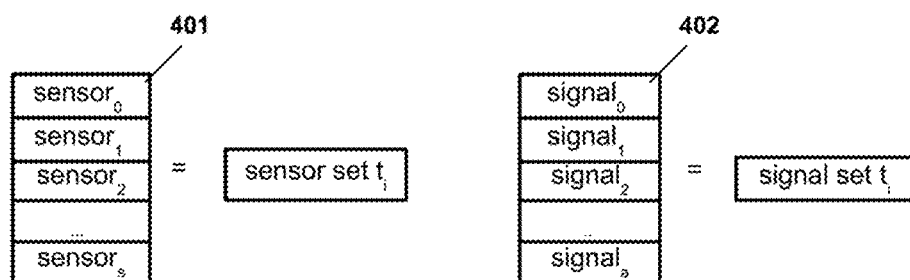 401
sensor₀
sensor₁
sensor₂
...
sensorₛ
=
sensor set tᵢ
402
signal₀
signal₁
signal₂
...
signalₐ
=
signal set tᵢ